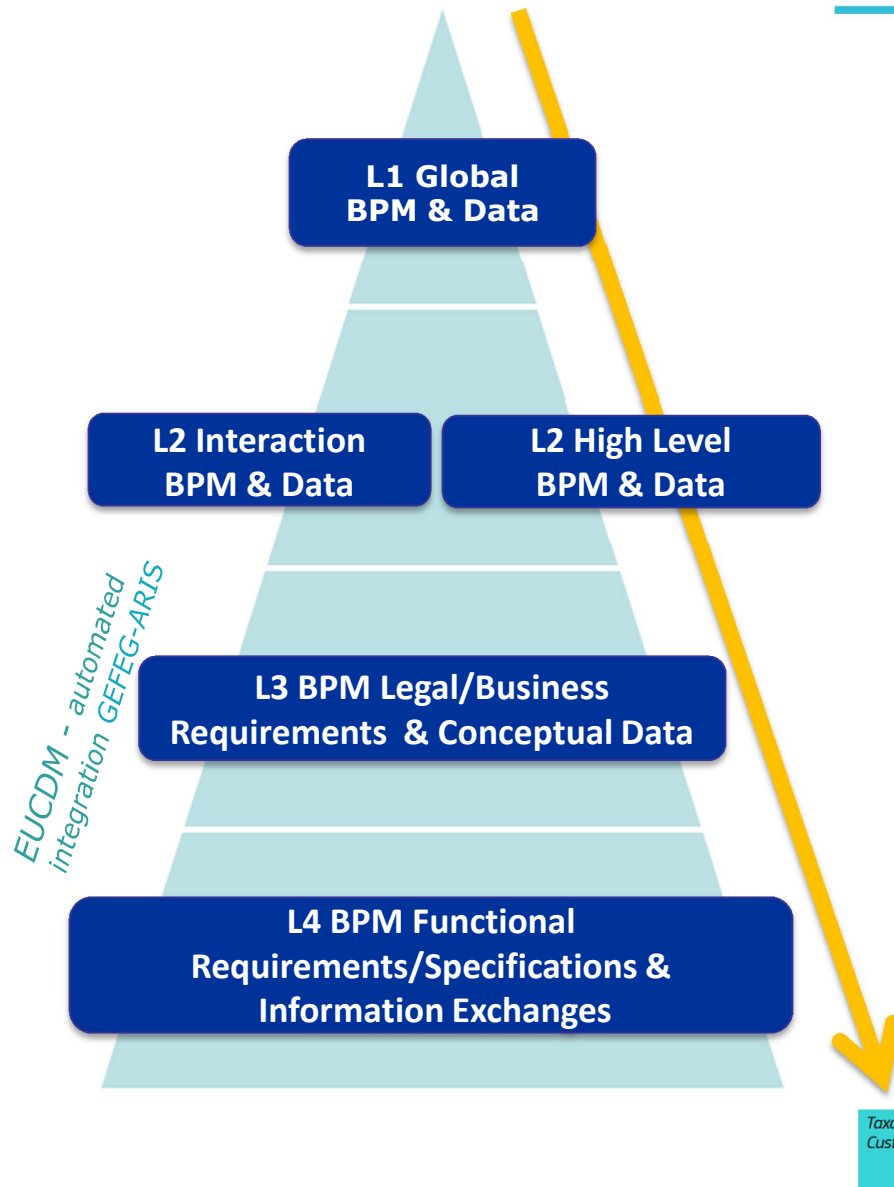 L1 Global
BPM & Data
L2 Interaction
BPM & Data
L2 High Level
BPM & Data
EUCDM - automated
integration GEFEG-ARIS
L3 BPM Legal/Business
Requirements & Conceptual Data
L4 BPM Functional
Requirements/Specifications &
Information Exchanges